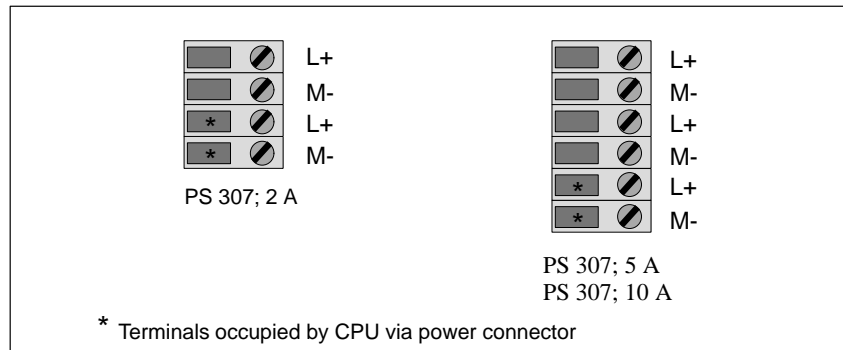 L+
M-
* L+
* M-
PS 307; 2 A
L+
M-
L+
M-
* L+
* M-
PS 307; 5 A
PS 307; 10 A
* Terminals occupied by CPU via power connector